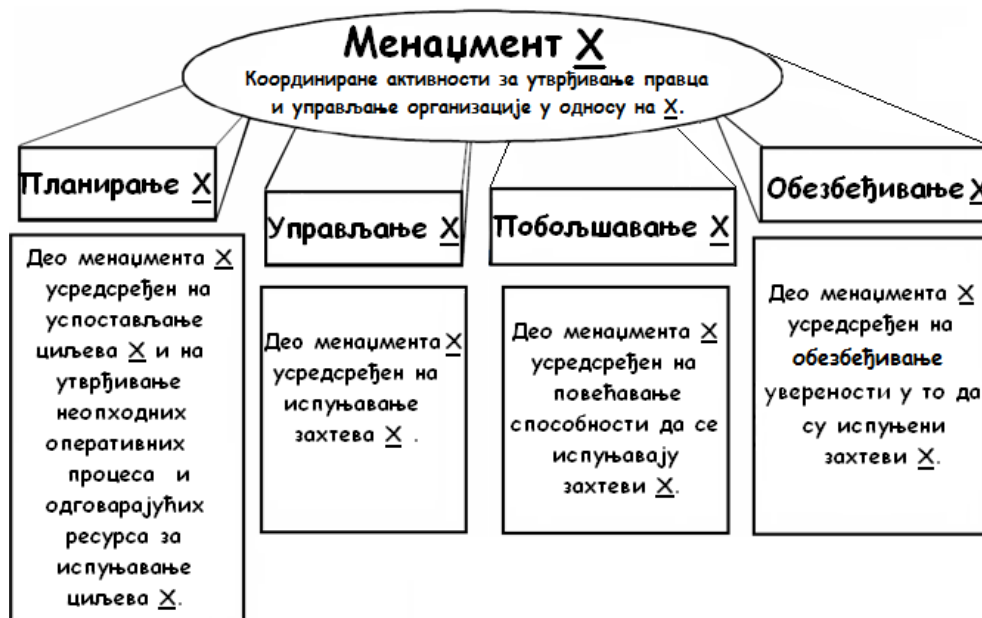 Менаџмент X
Координиране активности за утврђивање правца
и управљање организације у односу на X.
Планирање X
Део менаџмента X
усредсређен на
успостављање
циљева X и на
утврђивање
неопходних
оперативних
процеса и
одговарајућих
ресурса за
испуњавање
циљева X.
Управљање X
Део менаџмента X
усредсређен на
испуњавање
захтева X .
Побољшавање X
Део менаџмента X
усредсређен на
повећавање
способности да се
испуњавају
захтеви X.
Обезбеђивање X
Део менаџмента X
усредсређен на
обезбеђивање
уверености у то да
су испуњени
захтеви X.